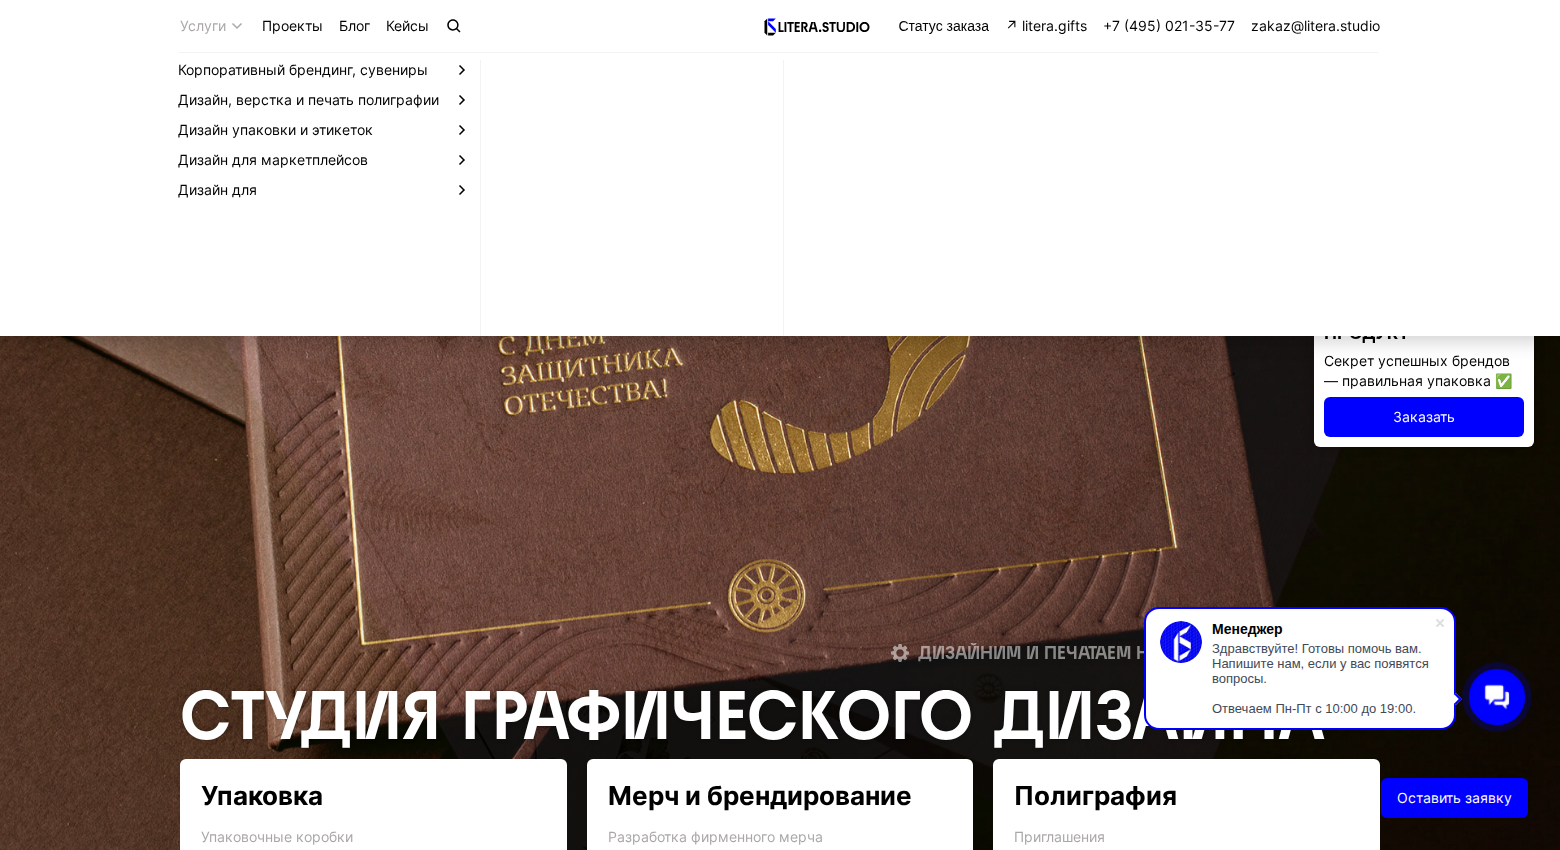 Услуги Проекты Блог Кейсы LITERA.STUDIO Статус заказа litera.gifts +7 (495) 021-35-77 zakaz@litera.studio
Корпоративный брендинг, сувениры
Дизайн, верстка и печать полиграфии
Дизайн упаковки и этикеток
Дизайн для маркетплейсов
Дизайн для
С ДНЕМ
ЗАЩИТНИКА
ОТЕЧЕСТВА!
Секрет успешных брендов
— правильная упаковка ✅
Заказать
ДИЗАЙНИМ И ПЕЧАТАЕМ
Менеджер
Здравствуйте! Готовы помочь вам.
Напишите нам, если у вас появятся
вопросы.
Отвечаем Пн-Пт с 10:00 до 19:00.
СТУДИЯ ГРАФИЧЕСКОГО ДИЗАЙНА
Упаковка
Упаковочные коробки
Мерч и брендирование
Разработка фирменного мерча
Полиграфия
Приглашения
Оставить заявку